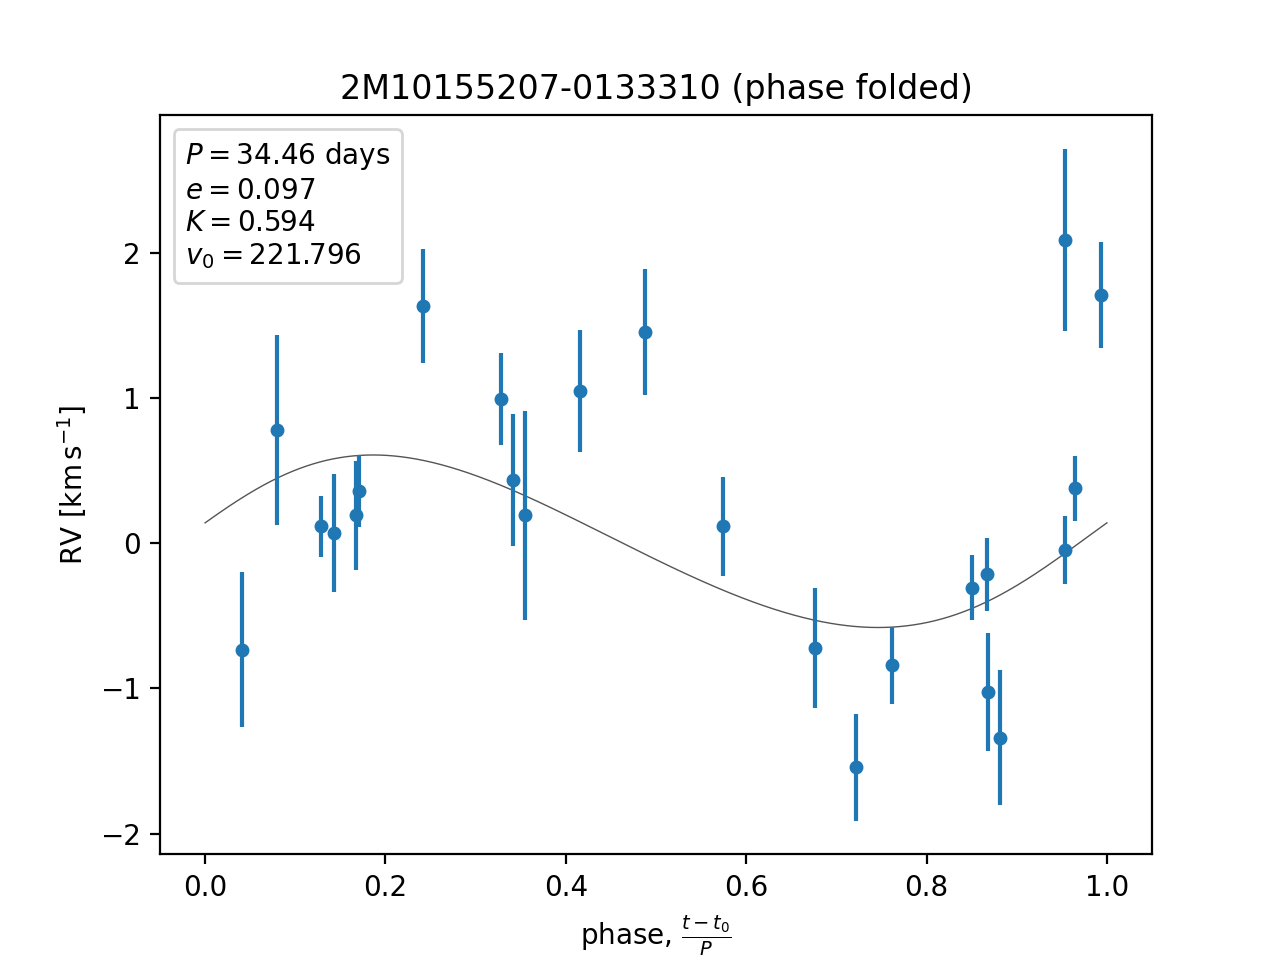 2M10155207-0133310 (phase folded)
P = 34.46 days
e = 0.097
K = 0.594
v₀ = 221.796
2
1
0
−1
−2
RV [km s⁻¹]
0.0 0.2 0.4 0.6 0.8 1.0
phase, (t − t₀)/P